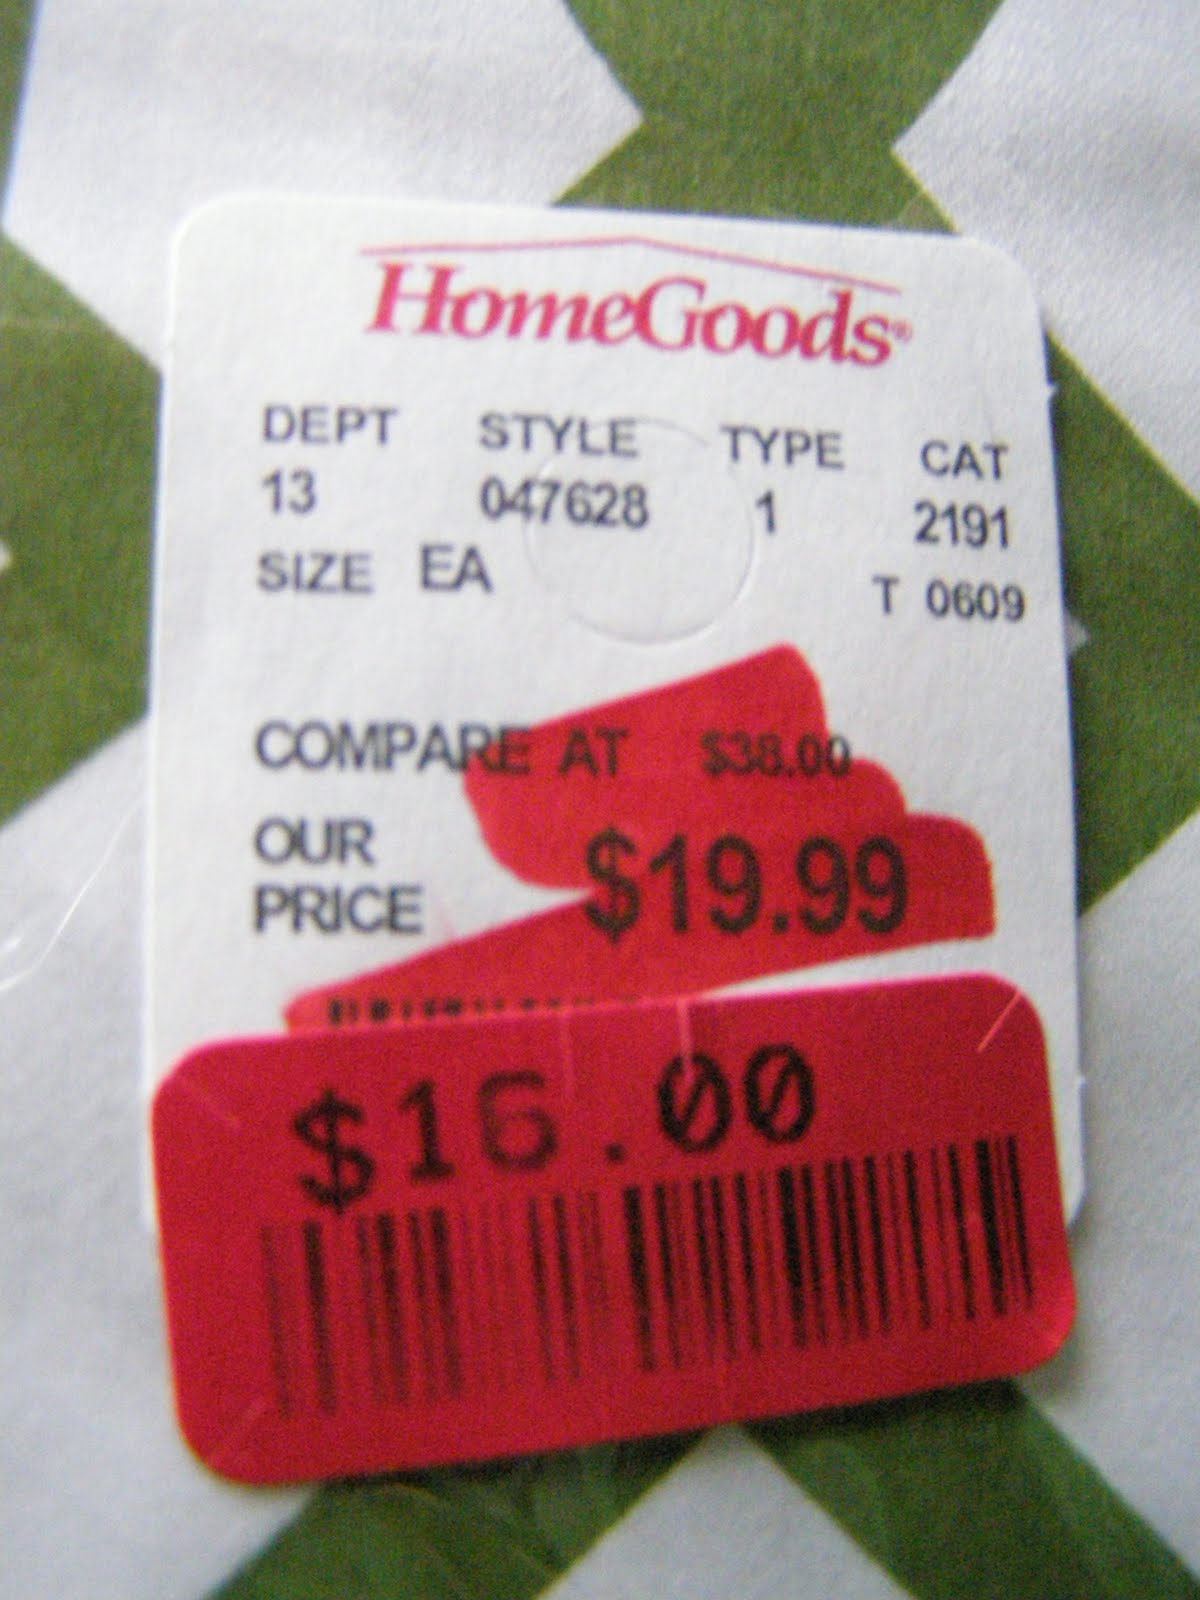 HomeGoods®
DEPT STYLE TYPE CAT
13 047628 1 2191
SIZE EA T 0609
COMPARE AT $38.00
OUR PRICE $19.99
$16.00